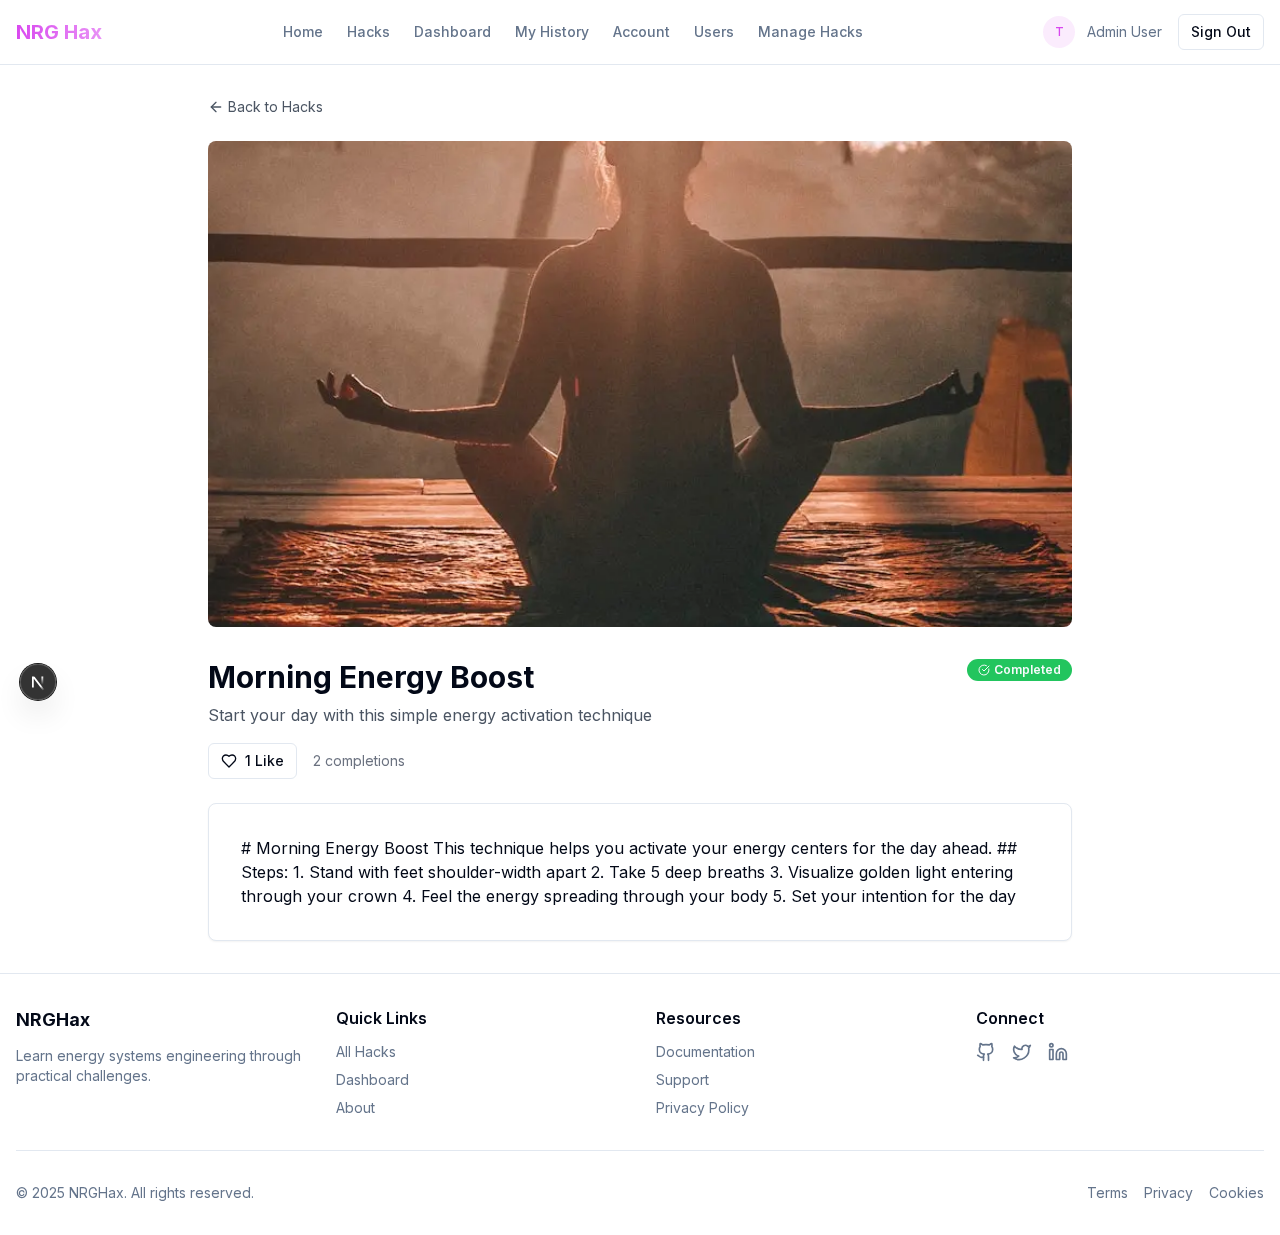 NRG Hax
Home
Hacks
Dashboard
My History
Account
Users
Manage Hacks
T
Admin User
Sign Out
Back to Hacks
N
Morning Energy Boost
Completed
Start your day with this simple energy activation technique
1 Like
2 completions
# Morning Energy Boost This technique helps you activate your energy centers for the day ahead. ##
Steps: 1. Stand with feet shoulder-width apart 2. Take 5 deep breaths 3. Visualize golden light entering
through your crown 4. Feel the energy spreading through your body 5. Set your intention for the day
NRGHax
Learn energy systems engineering through
practical challenges.
Quick Links
All Hacks
Dashboard
About
Resources
Documentation
Support
Privacy Policy
Connect
© 2025 NRGHax. All rights reserved.
Terms
Privacy
Cookies